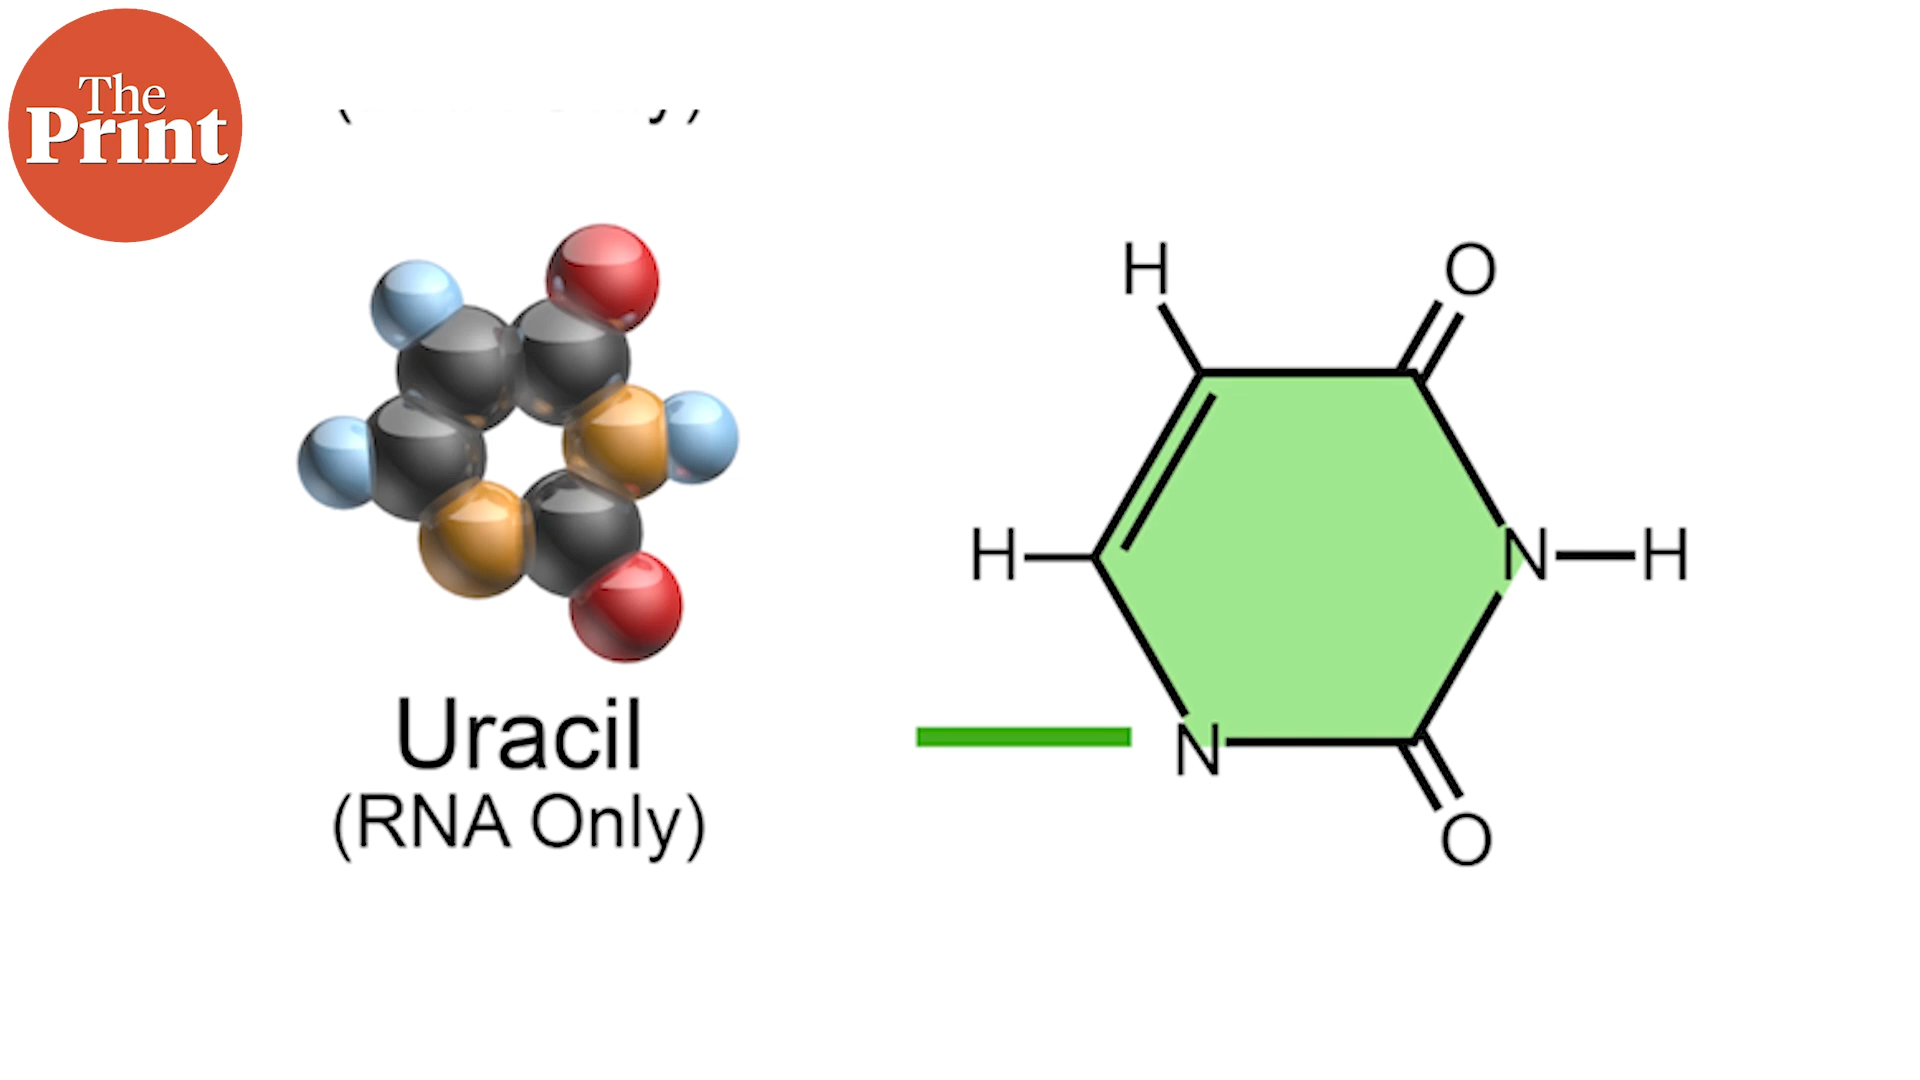 The
Print
Uracil
(RNA Only)
H
O
H
N
H
N
O